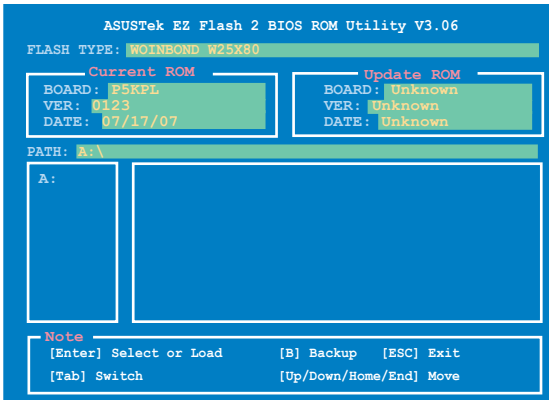 ASUSTek EZ Flash 2 BIOS ROM Utility V3.06
FLASH TYPE: WOINBOND W25X80
Current ROM
BOARD: P5KPL
VER: 0123
DATE: 07/17/07
Update ROM
BOARD: Unknown
VER: Unknown
DATE: Unknown
PATH: A:\
A:
Note
[Enter] Select or Load [B] Backup [ESC] Exit
[Tab] Switch [Up/Down/Home/End] Move